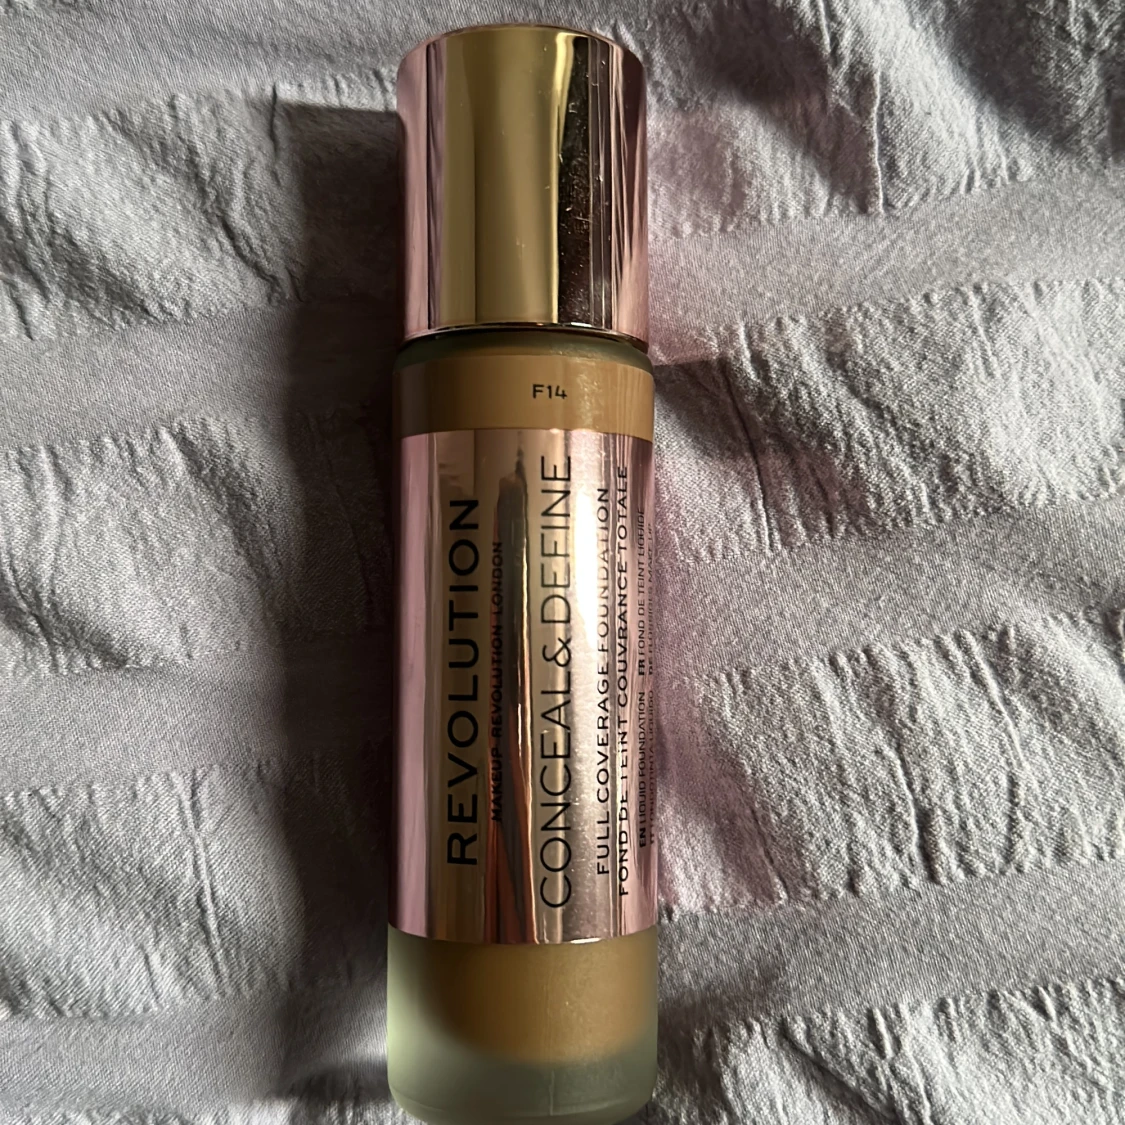 F14
REVOLUTION
MAKEUP REVOLUTION LONDON
CONCEAL & DEFINE
FULL COVERAGE FOUNDATION
FOND DE TEINT COUVRANCE TOTALE
EN LIQUID FOUNDATION FR FOND DE TEINT LIQUIDE